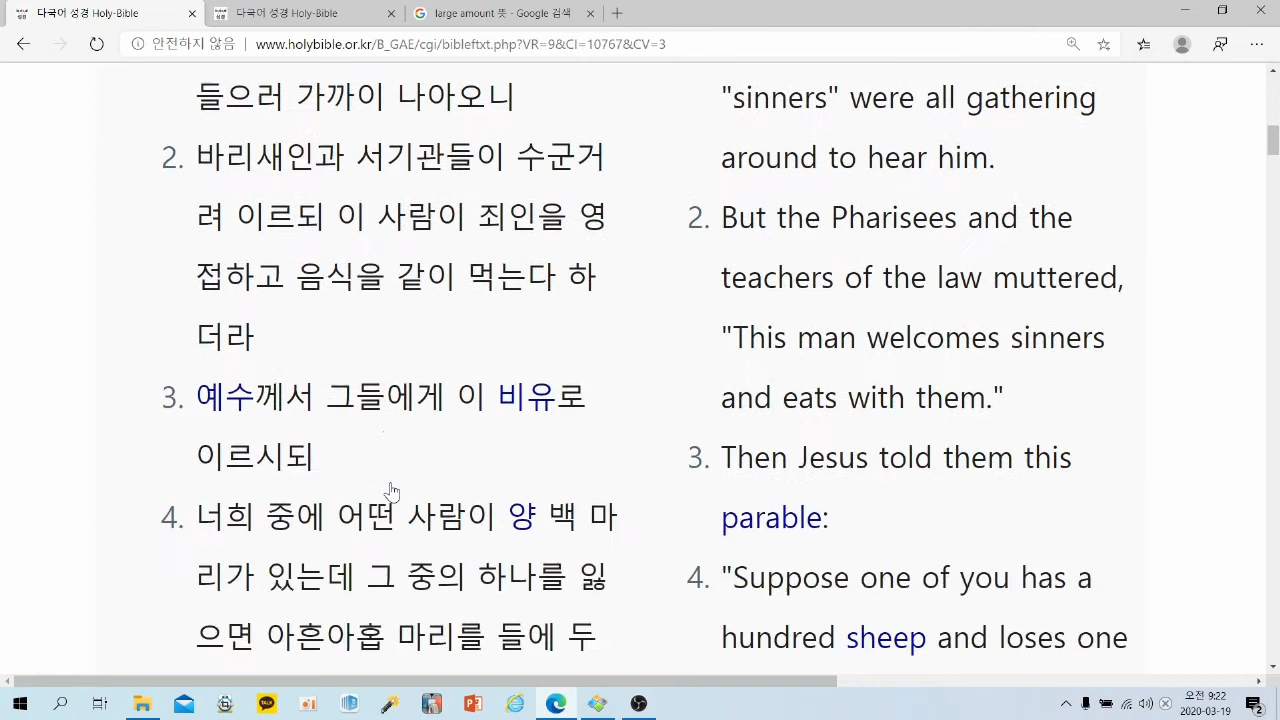 다국어 성경 Holy-Bible
다국어 성경 Holy-Bible
large amount 뜻 - Google 검색
안전하지 않음
www.holybible.or.kr/B_GAE/cgi/bibleftxt.php?VR=9&CI=10767&CV=3
들으러 가까이 나아오니
2. 바리새인과 서기관들이 수군거
려 이르되 이 사람이 죄인을 영
접하고 음식을 같이 먹는다 하
더라
3. 예수께서 그들에게 이 비유로
이르시되
4. 너희 중에 어떤 사람이 양 백 마
리가 있는데 그 중의 하나를 잃
으면 아흔아홉 마리를 들에 두
"sinners" were all gathering
around to hear him.
2. But the Pharisees and the
teachers of the law muttered,
"This man welcomes sinners
and eats with them."
3. Then Jesus told them this
parable:
4. "Suppose one of you has a
hundred sheep and loses one
TALK
오전 9:22
2020-03-19
2